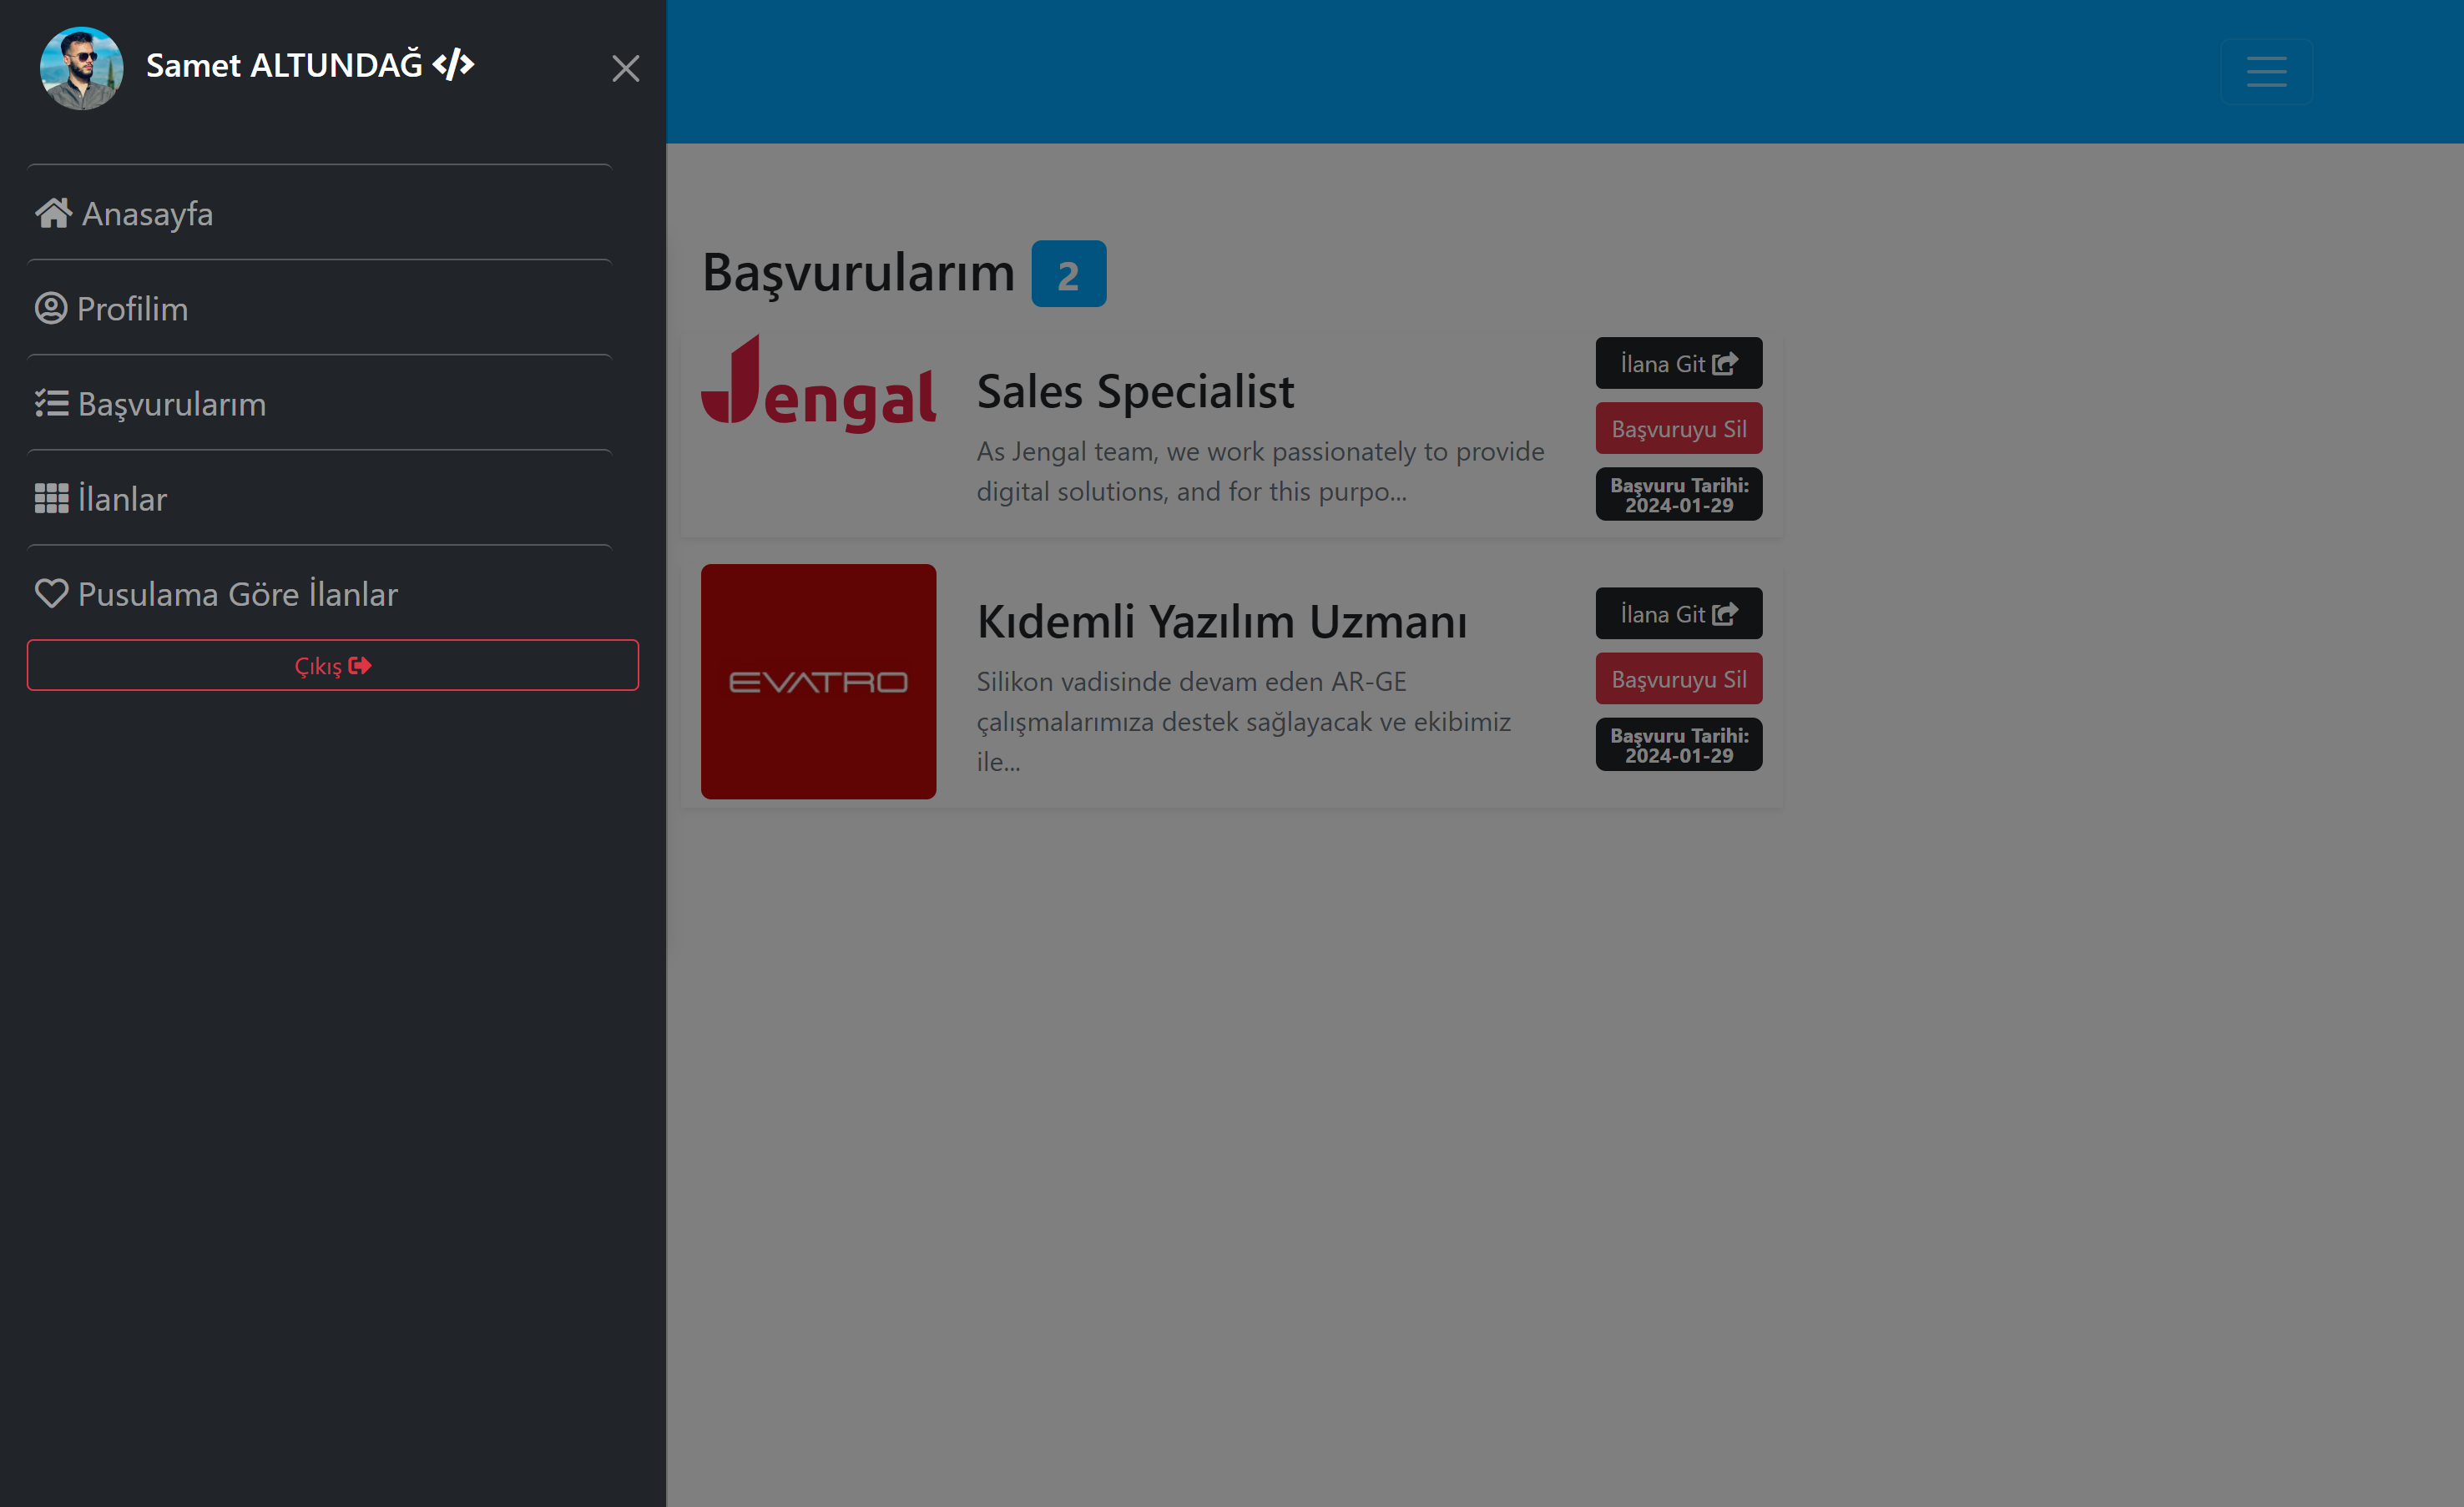 Samet ALTUNDAĞ
Anasayfa
Profilim
Başvurularım
İlanlar
Pusulama Göre İlanlar
Çıkış
Başvurularım 2
Jengal
Sales Specialist
As Jengal team, we work passionately to provide
digital solutions, and for this purpo...
İlana Git
Başvuruyu Sil
Başvuru Tarihi:
2024-01-29
EVATRO
Kıdemli Yazılım Uzmanı
Silikon vadisinde devam eden AR-GE
çalışmalarımıza destek sağlayacak ve ekibimiz
ile...
İlana Git
Başvuruyu Sil
Başvuru Tarihi:
2024-01-29